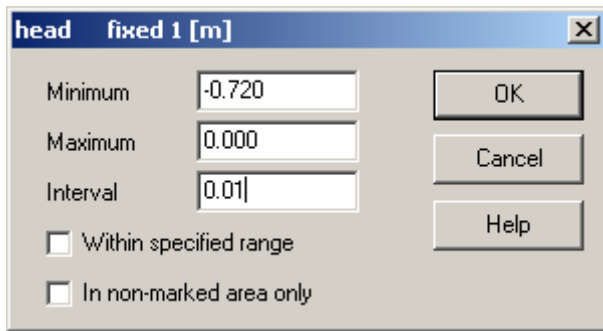 head fixed 1 [m]
Minimum -0.720 OK
Maximum 0.000 Cancel
Interval 0.01
Help
Within specified range
In non-marked area only